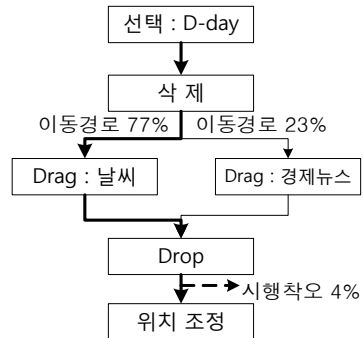 선택 : D-day
삭 제
이동경로 77% 이동경로 23%
Drag : 날씨 Drag : 경제뉴스
Drop
시행착오 4%
위치 조정